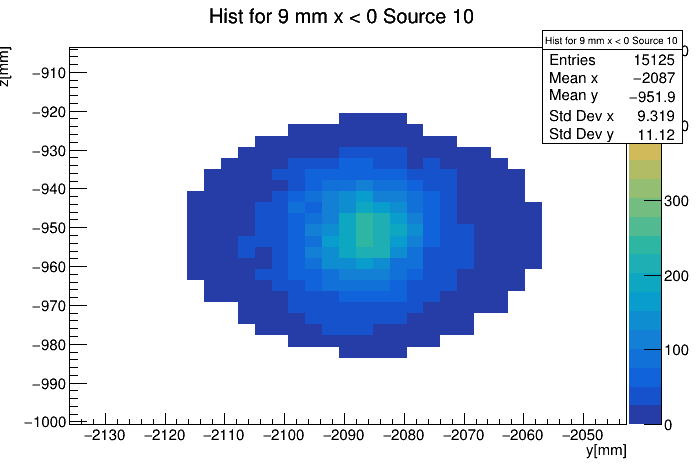 Hist for 9 mm x < 0 Source 10
z[mm]
Hist for 9 mm x < 0 Source 10
Entries 15125
Mean x −2087
Mean y −951.9
Std Dev x 9.319
Std Dev y 11.12
−910
−920
−930
−940
−950
−960
−970
−980
−990
−1000
300
200
100
0
−2130 −2120 −2110 −2100 −2090 −2080 −2070 −2060 −2050
y[mm]